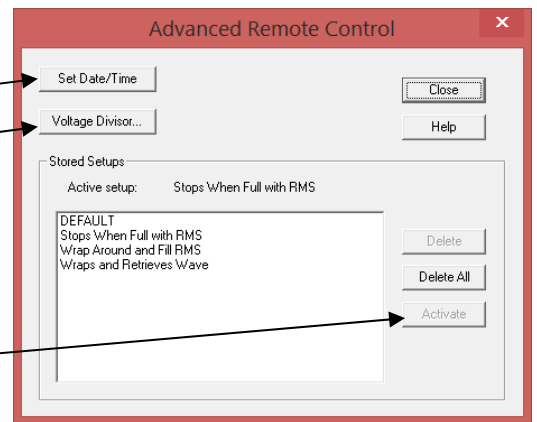 Advanced Remote Control
x
Set Date/Time
Close
Voltage Divisor...
Help
Stored Setups
Active setup: Stops When Full with RMS
DEFAULT
Stops When Full with RMS
Wrap Around and Fill RMS
Wraps and Retrieves Wave
Delete
Delete All
Activate